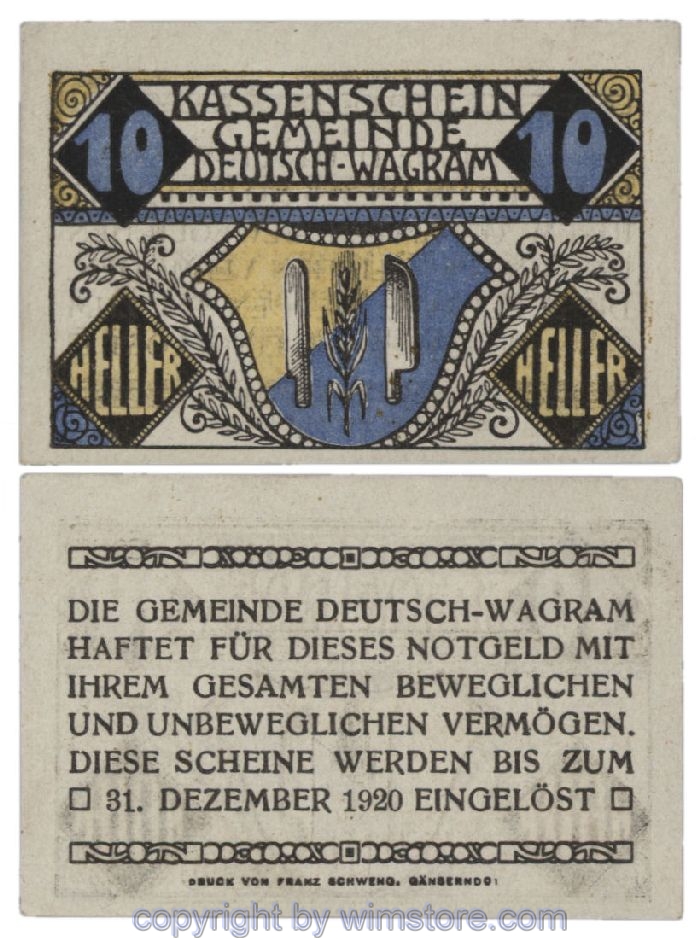 KASSENSCHEIN
GEMEINDE
DEUTSCH-WAGRAM
10
10
HELLER
HELLER
DIE GEMEINDE DEUTSCH-WAGRAM
HAFTET FÜR DIESES NOTGELD MIT
IHREM GESAMTEN BEWEGLICHEN
UND UNBEWEGLICHEN VERMÖGEN.
DIESE SCHEINE WERDEN BIS ZUM
31. DEZEMBER 1920 EINGELÖST
DRUCK VON FRANZ SCHWENG,
copyright by wimstore.com